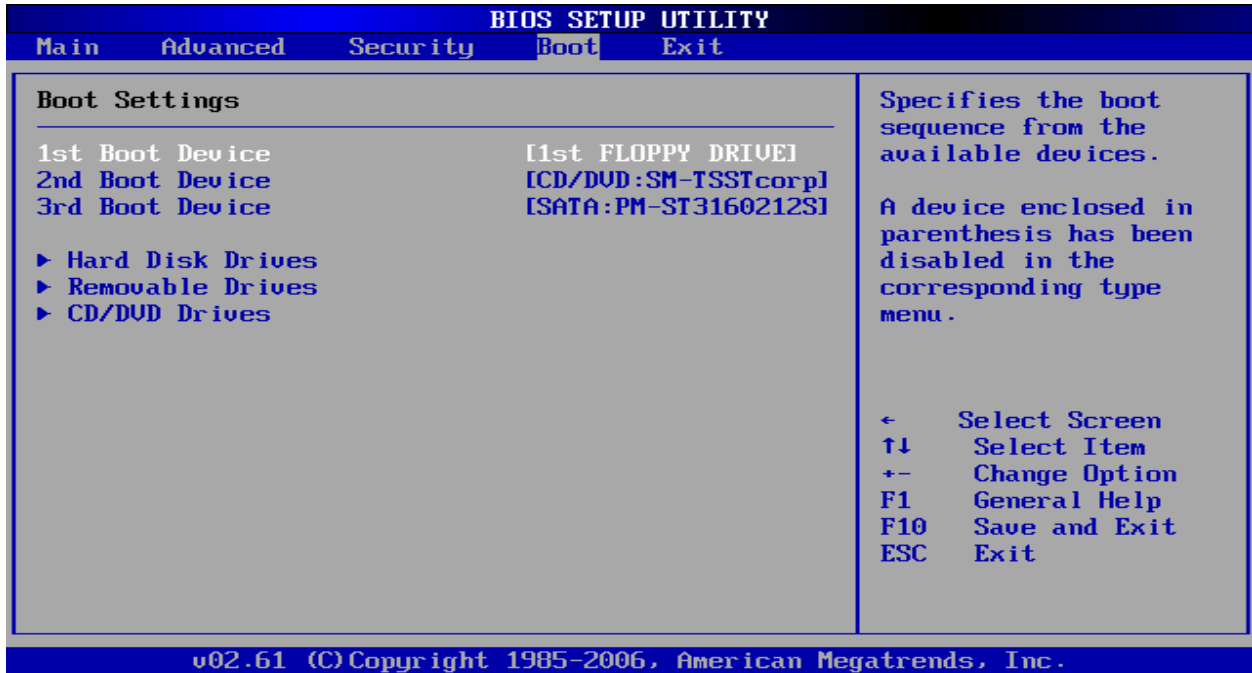 BIOS SETUP UTILITY
Main Advanced Security Boot Exit
Boot Settings
1st Boot Device [1st FLOPPY DRIVE]
2nd Boot Device [CD/DVD:SM-TSSTcorp]
3rd Boot Device [SATA:PM-ST3160212S]
► Hard Disk Drives
► Removable Drives
► CD/DVD Drives
Specifies the boot
sequence from the
available devices.
A device enclosed in
parenthesis has been
disabled in the
corresponding type
menu.
← Select Screen
↑↓ Select Item
+- Change Option
F1 General Help
F10 Save and Exit
ESC Exit
v02.61 (C)Copyright 1985-2006, American Megatrends, Inc.